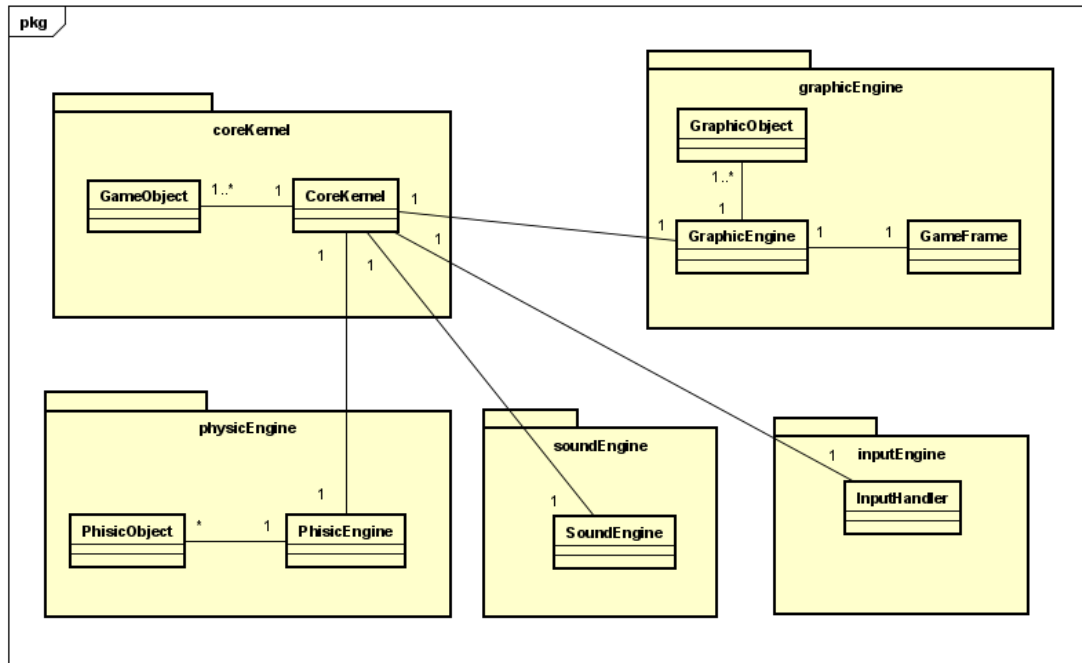 pkg
coreKernel
GameObject
1..*
1
CoreKernel
1
1
1
1
graphicEngine
GraphicObject
1..*
1
1
GraphicEngine
1
1
GameFrame
physicEngine
PhisicObject
*
1
1
PhisicEngine
soundEngine
1
SoundEngine
inputEngine
1
InputHandler